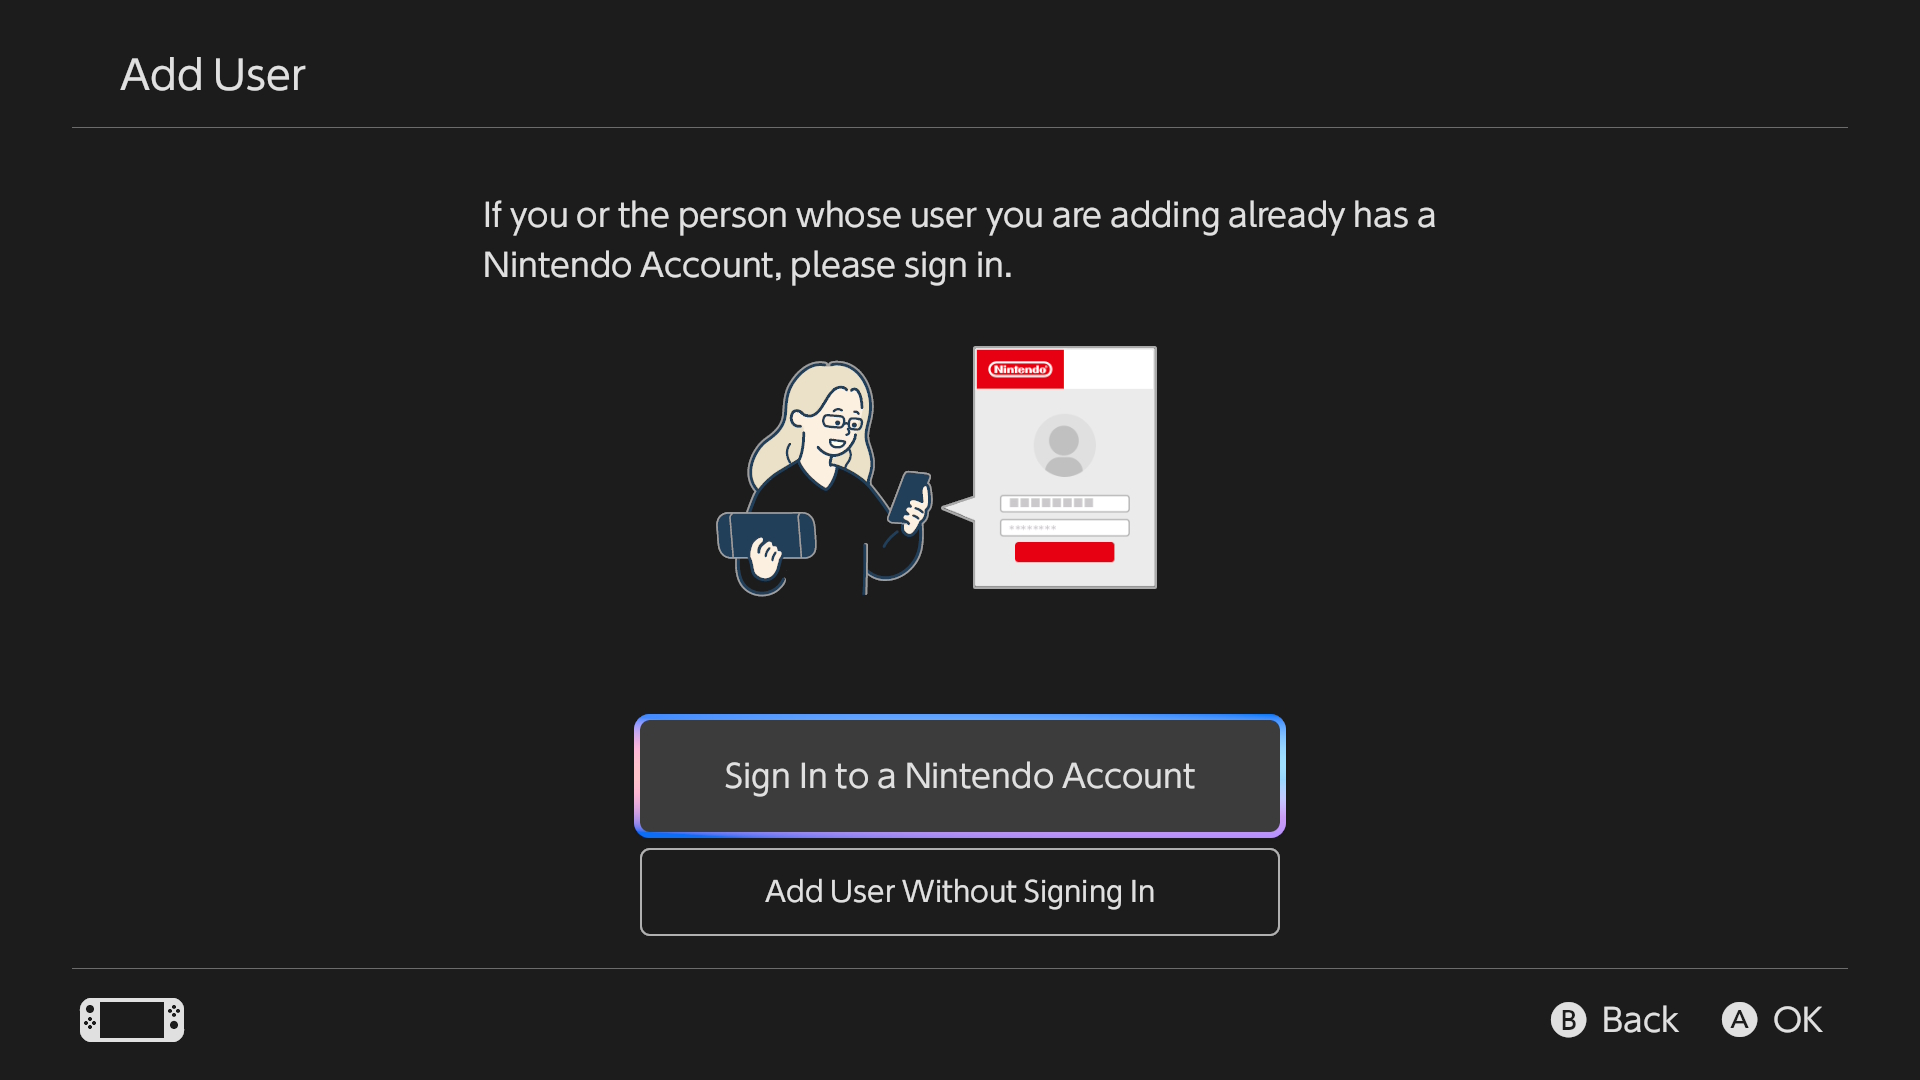 Add User
If you or the person whose user you are adding already has a
Nintendo Account, please sign in.
Nintendo
Sign In to a Nintendo Account
Add User Without Signing In
B Back A OK